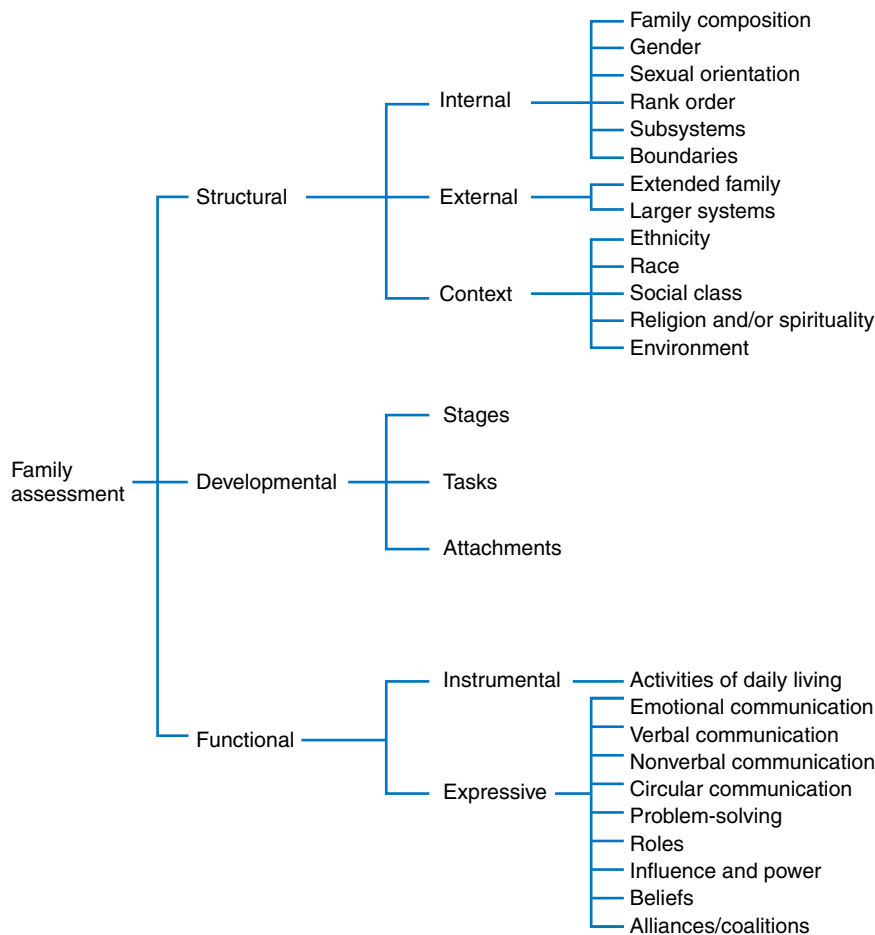 Family
assessment
Structural
Internal
Family composition
Gender
Sexual orientation
Rank order
Subsystems
Boundaries
External
Extended family
Larger systems
Context
Ethnicity
Race
Social class
Religion and/or spirituality
Environment
Developmental
Stages
Tasks
Attachments
Functional
Instrumental
Activities of daily living
Expressive
Emotional communication
Verbal communication
Nonverbal communication
Circular communication
Problem-solving
Roles
Influence and power
Beliefs
Alliances/coalitions